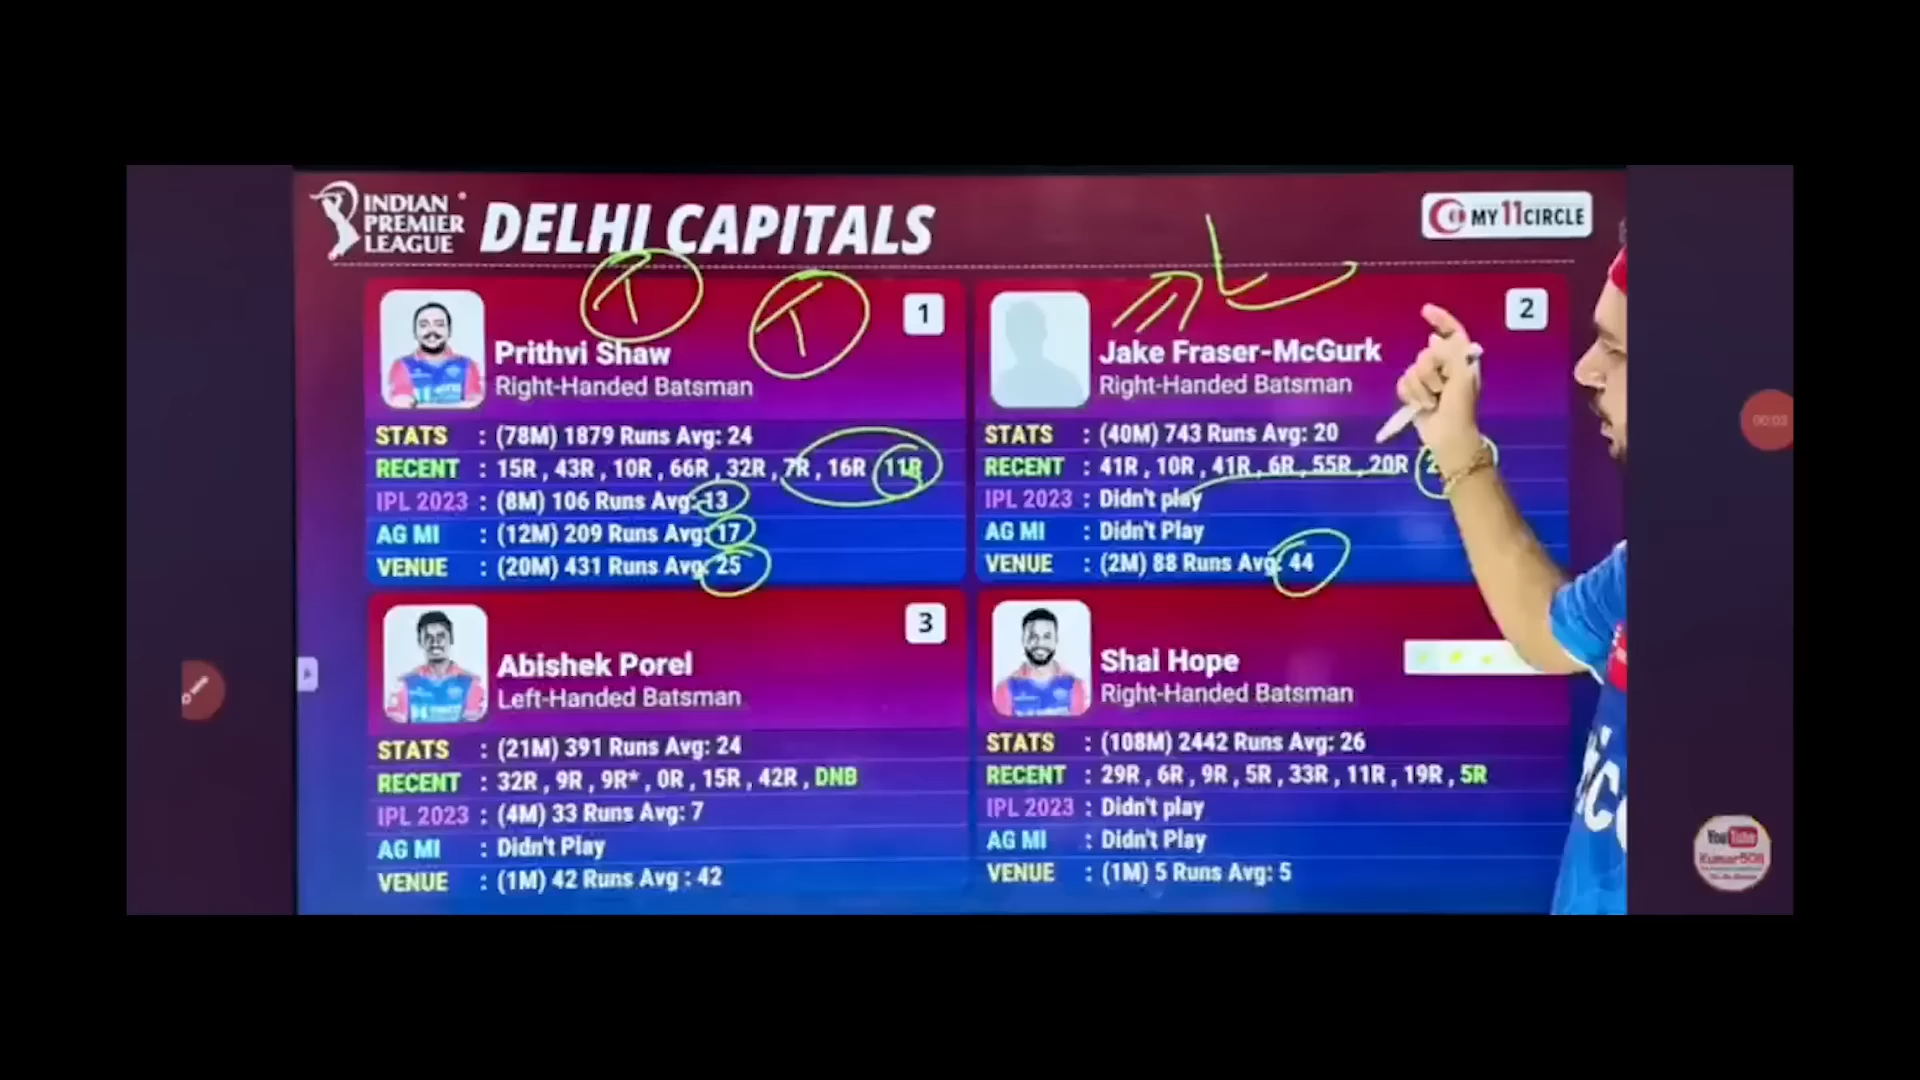 INDIAN
PREMIER
LEAGUE
DELHI CAPITALS
MY11CIRCLE
1
Prithvi Shaw
Right-Handed Batsman
STATS : (78M) 1879 Runs Avg: 24
RECENT : 15R , 43R , 10R , 66R , 32R , 7R , 16R , 11R
IPL 2023 : (8M) 106 Runs Avg: 13
AG MI : (12M) 209 Runs Avg: 17
VENUE : (20M) 431 Runs Avg: 25
2
Jake Fraser-McGurk
Right-Handed Batsman
STATS : (40M) 743 Runs Avg: 20
RECENT : 41R , 10R , 41R , 6R , 55R , 20R
IPL 2023 : Didn't play
AG MI : Didn't Play
VENUE : (2M) 88 Runs Avg: 44
3
Abishek Porel
Left-Handed Batsman
STATS : (21M) 391 Runs Avg: 24
RECENT : 32R , 9R , 9R* , 0R , 15R , 42R , DNB
IPL 2023 : (4M) 33 Runs Avg: 7
AG MI : Didn't Play
VENUE : (1M) 42 Runs Avg : 42
Shai Hope
Right-Handed Batsman
STATS : (108M) 2442 Runs Avg: 26
RECENT : 29R , 6R , 9R , 5R , 33R , 11R , 19R , 5R
IPL 2023 : Didn't play
AG MI : Didn't Play
VENUE : (1M) 5 Runs Avg: 5
00:03
YouTube